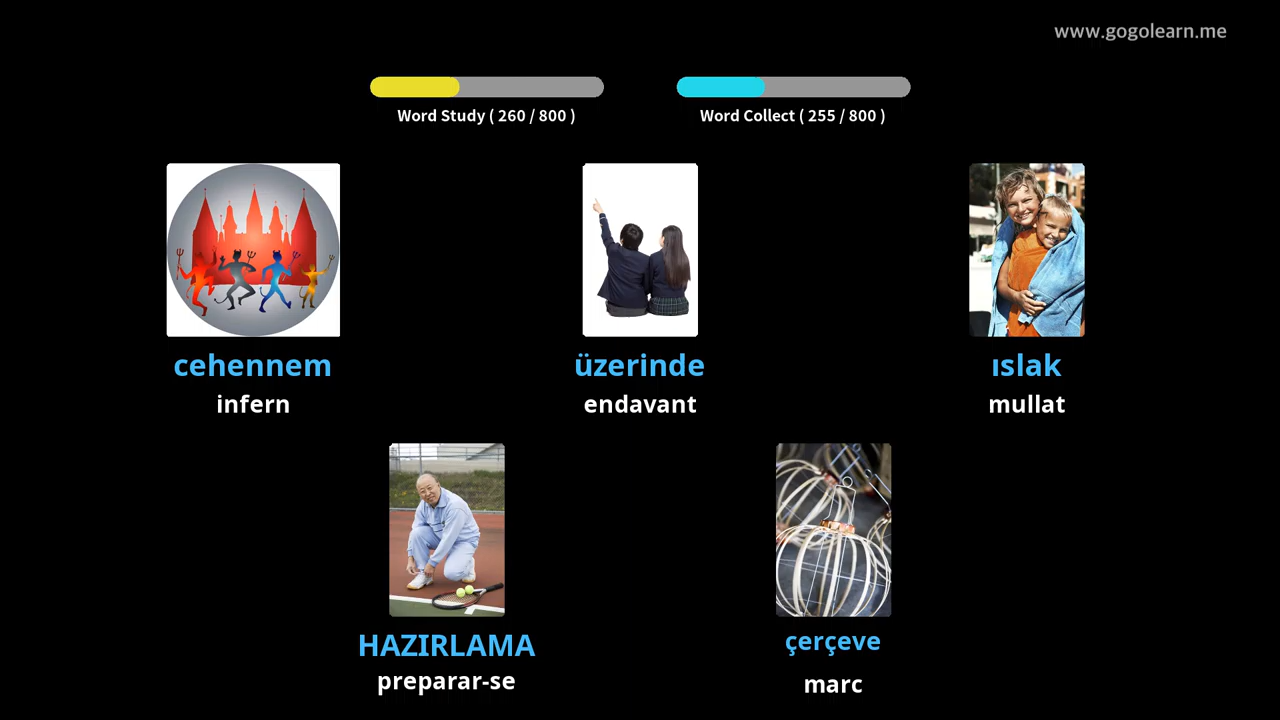 www.gogolearn.me
Word Study ( 260 / 800 )
Word Collect ( 255 / 800 )
cehennem
infern
üzerinde
endavant
ıslak
mullat
HAZIRLAMA
preparar-se
çerçeve
marc